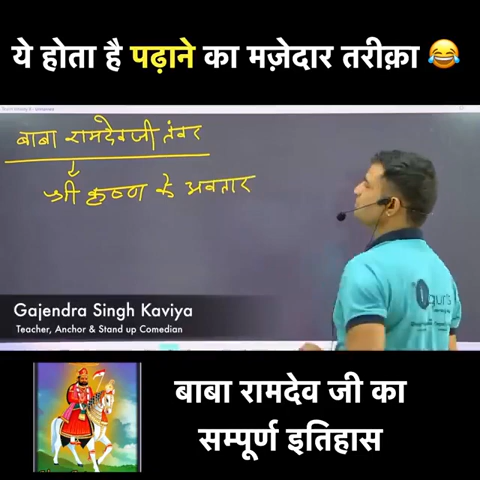 ये होता है पढ़ाने का मज़ेदार तरीक़ा 😂
बाबा रामदेवजी तंवर
श्री कृष्ण के अवतार
Gajendra Singh Kaviya
Teacher, Anchor & Stand up Comedian
बाबा रामदेव जी का
सम्पूर्ण इतिहास